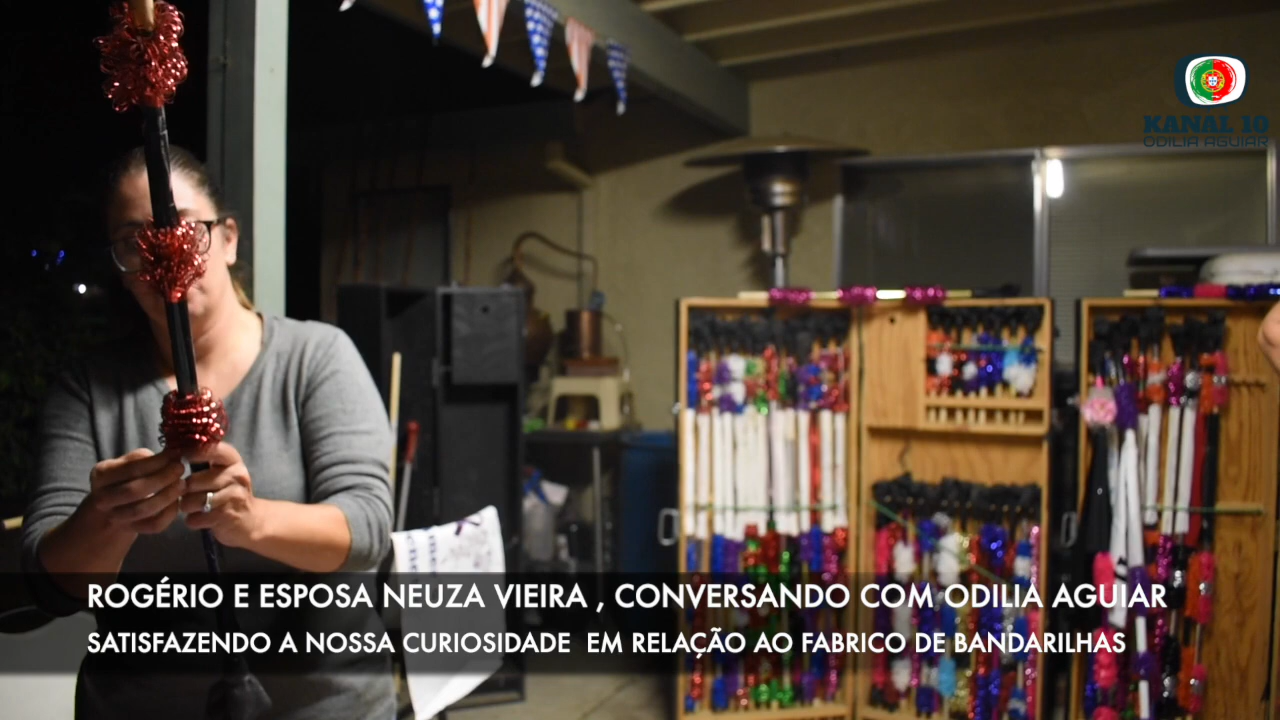 KANAL 10
ODILIA AGUIAR
ROGÉRIO E ESPOSA NEUZA VIEIRA , CONVERSANDO COM ODILIA AGUIAR
SATISFAZENDO A NOSSA CURIOSIDADE  EM RELAÇÃO AO FABRICO DE BANDARILHAS